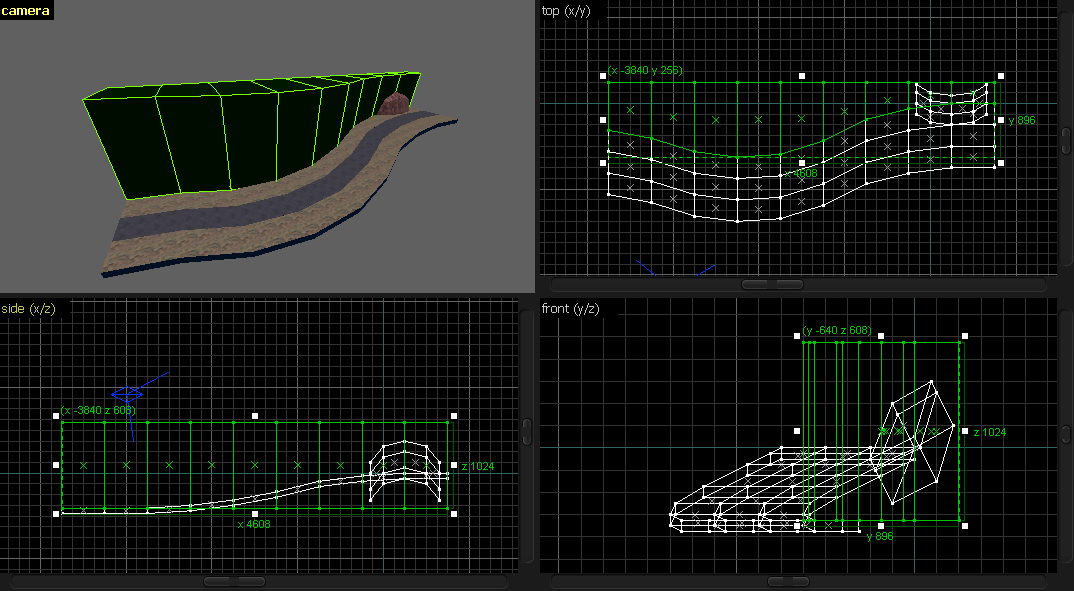 camera
top (x/y)
(x -3840 y 256)
y 896
x 4608
side (x/z)
(x -3840 z 608)
z 1024
x 4608
front (y/z)
(y -640 z 608)
z 1024
y 896